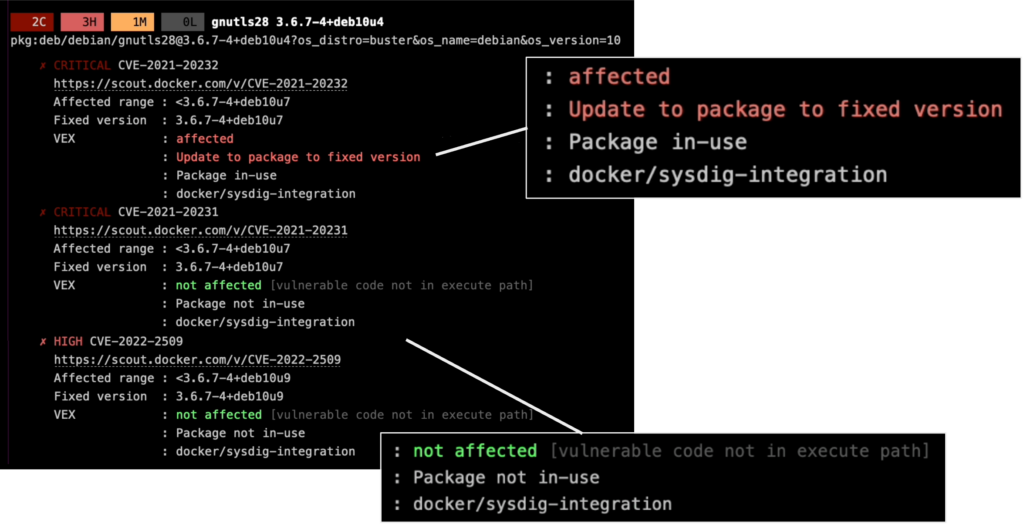 2C 3H 1M 0L gnutls28 3.6.7-4+deb10u4
pkg:deb/debian/gnutls28@3.6.7-4+deb10u4?os_distro=buster&os_name=debian&os_version=10
✗ CRITICAL CVE-2021-20232
https://scout.docker.com/v/CVE-2021-20232
Affected range : <3.6.7-4+deb10u7
Fixed version : 3.6.7-4+deb10u7
VEX : affected
: Update to package to fixed version
: Package in-use
: docker/sysdig-integration
✗ CRITICAL CVE-2021-20231
https://scout.docker.com/v/CVE-2021-20231
Affected range : <3.6.7-4+deb10u7
Fixed version : 3.6.7-4+deb10u7
VEX : not affected [vulnerable code not in execute path]
: Package not in-use
: docker/sysdig-integration
✗ HIGH CVE-2022-2509
https://scout.docker.com/v/CVE-2022-2509
Affected range : <3.6.7-4+deb10u9
Fixed version : 3.6.7-4+deb10u9
VEX : not affected [vulnerable code not in execute path]
: Package not in-use
: docker/sysdig-integration
: affected
: Update to package to fixed version
: Package in-use
: docker/sysdig-integration
: not affected [vulnerable code not in execute path]
: Package not in-use
: docker/sysdig-integration